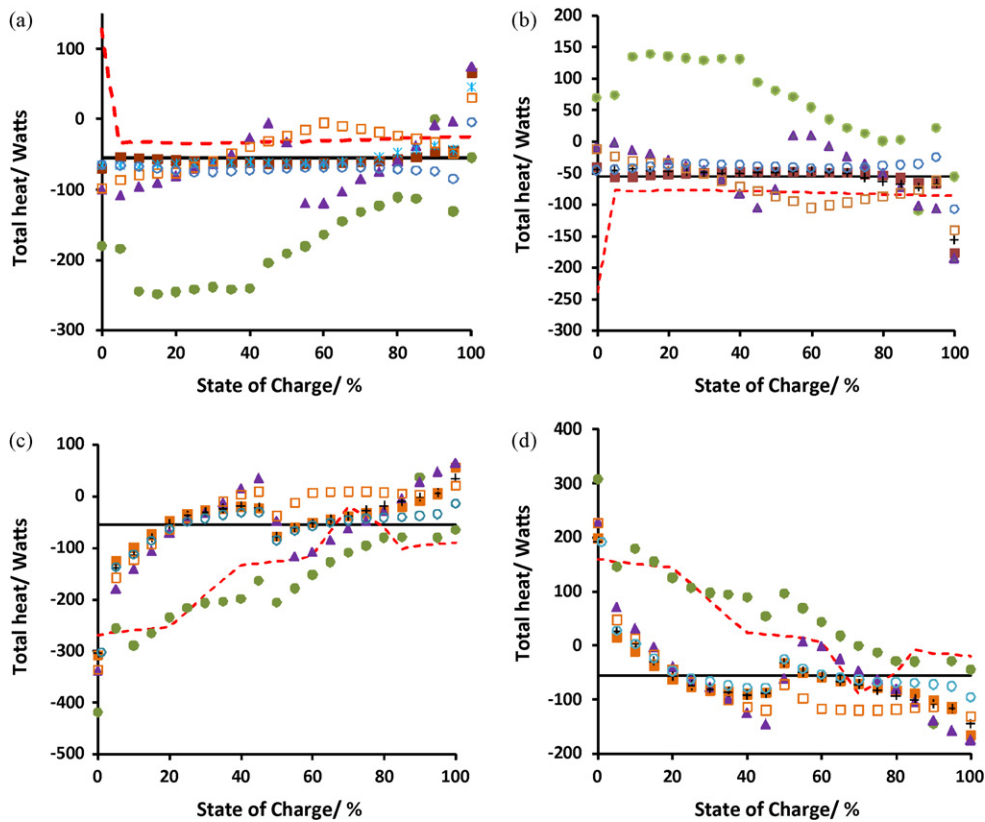 (a)
100
0
-100
-200
-300
Total heat/ Watts
0 20 40 60 80 100
State of Charge/ %
(b)
200
150
100
50
0
-50
-100
-150
-200
-250
-300
Total heat/ Watts
0 20 40 60 80 100
State of Charge/ %
(c)
100
0
-100
-200
-300
-400
-500
Total heat/ Watts
0 20 40 60 80 100
State of Charge/ %
(d)
400
300
200
100
0
-100
-200
Total heat/ Watts
0 20 40 60 80 100
State of Charge/ %